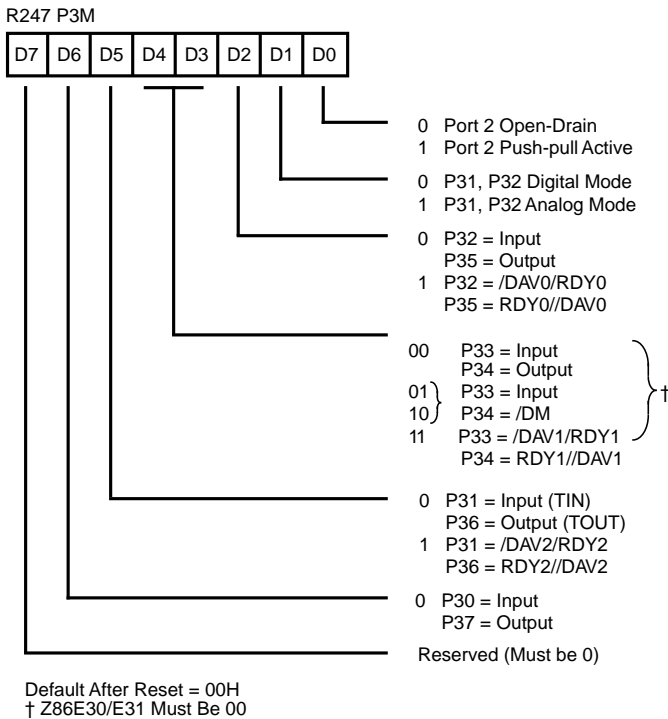 R247 P3M
D7 D6 D5 D4 D3 D2 D1 D0
0 Port 2 Open-Drain
1 Port 2 Push-pull Active
0 P31, P32 Digital Mode
1 P31, P32 Analog Mode
0 P32 = Input
P35 = Output
1 P32 = /DAV0/RDY0
P35 = RDY0//DAV0
00 P33 = Input
P34 = Output
01 P33 = Input
10 P34 = /DM
†
11 P33 = /DAV1/RDY1
P34 = RDY1//DAV1
0 P31 = Input (TIN)
P36 = Output (TOUT)
1 P31 = /DAV2/RDY2
P36 = RDY2//DAV2
0 P30 = Input
P37 = Output
Reserved (Must be 0)
Default After Reset = 00H
† Z86E30/E31 Must Be 00